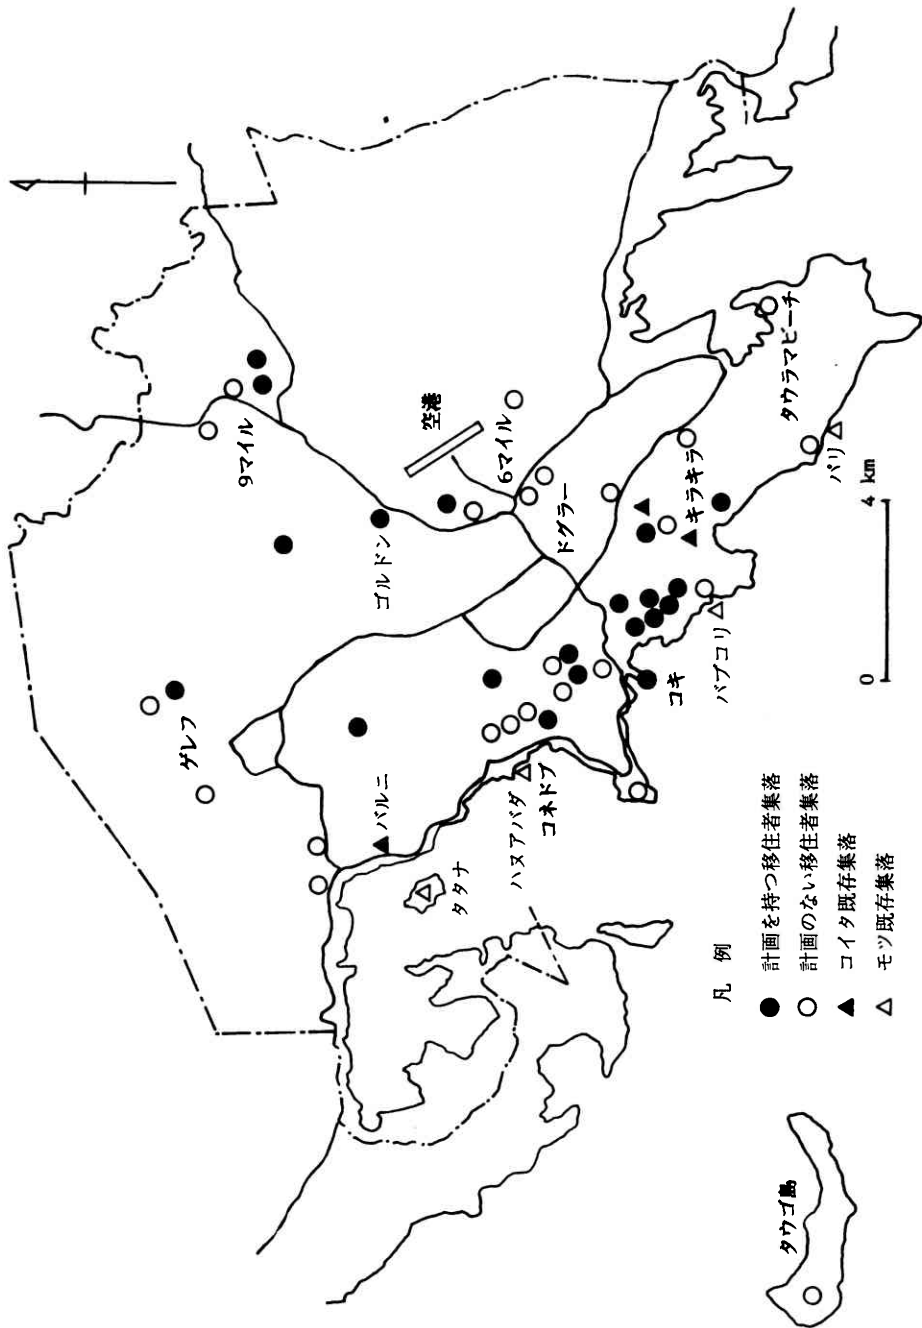 9マイル
ゲレフ
ゴルドン
空港
6マイル
バルニ
ドグラー
タタナ
ハヌアバダ
コネドブ
キラキラ
コキ
バブコリ
タウラマビーチ
パリ
0
4 km
凡例
計画を持つ移住者集落
計画のない移住者集落
コイタ既存集落
モツ既存集落
タウゴ島